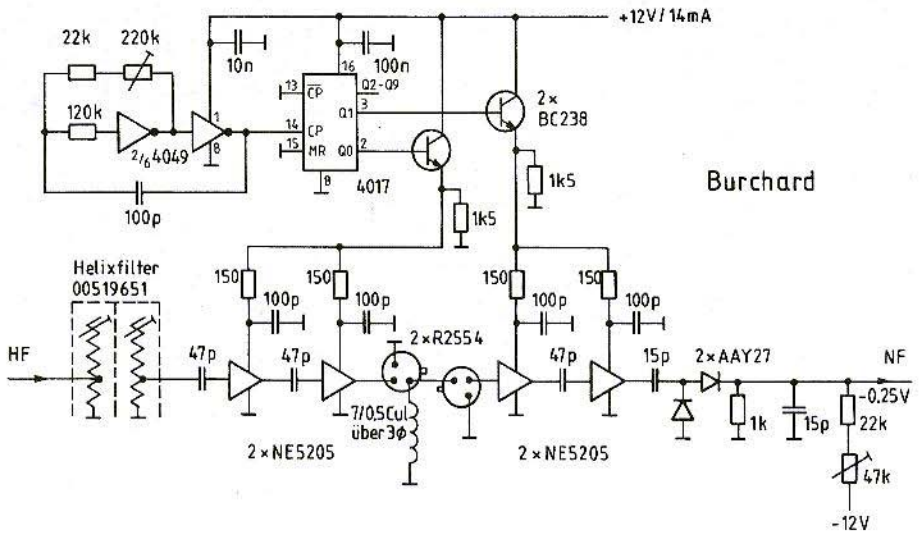 +12V/14mA
22k
220k
10n
100n
16
13
CP
Q2-Q9
Q1
3
2×
BC238
120k
1
14
CP
2/6 4049
8
15
MR
Q0
2
8
4017
100p
1k5
1k5
Burchard
Helixfilter
00519651
150
150
150
150
100p
100p
100p
100p
2×R2554
HF
47p
47p
47p
15p
2×AAY27
NF
-0.25V
7/0,5CuL
über 3ø
1k
15p
22k
2×NE5205
2×NE5205
47k
-12V